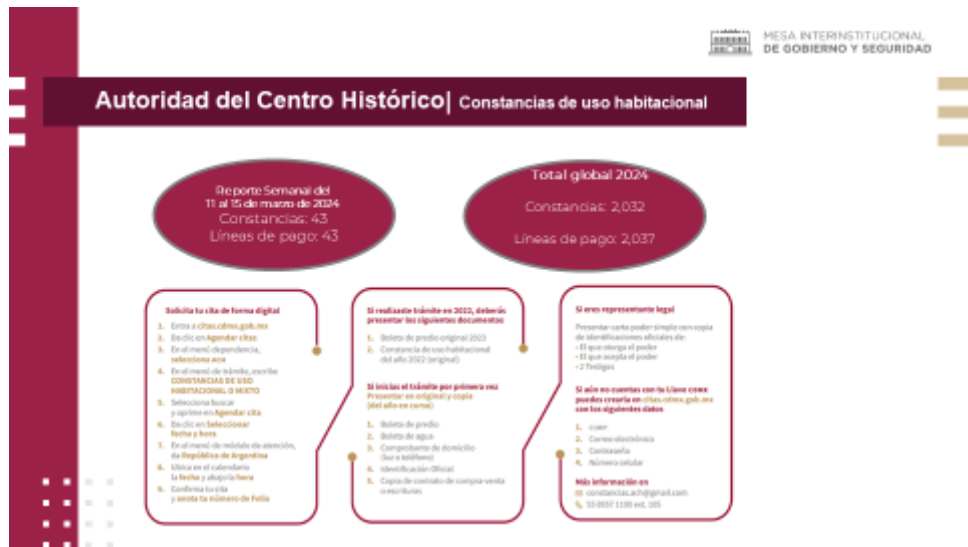 MESA INTERINSTITUCIONAL
DE GOBIERNO Y SEGURIDAD
Autoridad del Centro Histórico| Constancias de uso habitacional
Reporte Semanal del
11 al 15 de marzo de 2024
Constancias: 43
Líneas de pago: 43
Total global 2024
Constancias: 2,032
Líneas de pago: 2,037
Solicita tu cita de forma digital
1. Entra a citas.cdmx.gob.mx
2. Da clic en Agendar citas
3. En el menú dependencia,
selecciona ACH
4. En el menú de trámite, escribe
CONSTANCIAS DE USO
HABITACIONAL O MIXTO
5. Selecciona buscar
y oprime en Agendar cita
6. Da clic en Seleccionar
fecha y hora
7. En el menú de módulo de atención,
da República de Argentina
8. Ubica en el calendario
la fecha y abajo la hora
9. Confirma tu cita
y anota tu número de Folio
Si realizaste trámite en 2022, deberás
presentar los siguientes documentos
1. Boleta de predio original 2023
2. Constancia de uso habitacional
del año 2022 (original)
Si inicias el trámite por primera vez
Presentar en original y copia
(del año en curso)
1. Boleta de predio
2. Boleta de agua
3. Comprobante de domicilio
(luz o teléfono)
4. Identificación Oficial
5. Copia de contrato de compra-venta
o escrituras
Si eres representante legal
Presentar carta poder simple con copia
de identificaciones oficiales de:
• El que otorga el poder
• El que acepta el poder
• 2 Testigos
Si aún no cuentas con tu Llave CDMX
puedes crearla en citas.cdmx.gob.mx
con los siguientes datos
1. CURP
2. Correo electrónico
3. Contraseña
4. Número celular
Más información en
constancias.ach@gmail.com
55 8957 1100 ext. 105